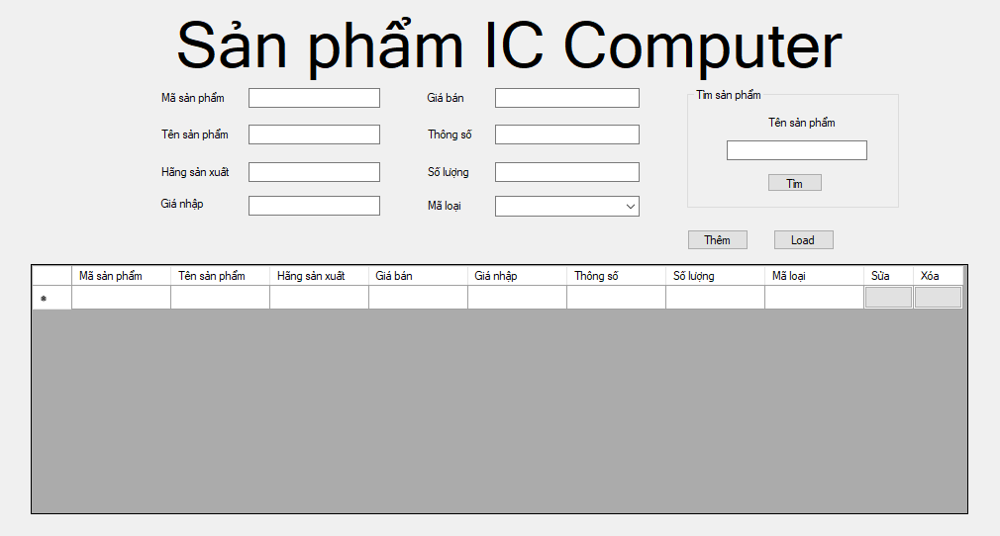 Sản phẩm IC Computer
Mã sản phẩm
Giá bán
Tìm sản phẩm
Tên sản phẩm
Tên sản phẩm
Thông số
Hãng sản xuất
Số lượng
Tìm
Giá nhập
Mã loại
Thêm
Load
Mã sản phẩm Tên sản phẩm Hãng sản xuất Giá bán Giá nhập Thông số Số lượng Mã loại Sửa Xóa